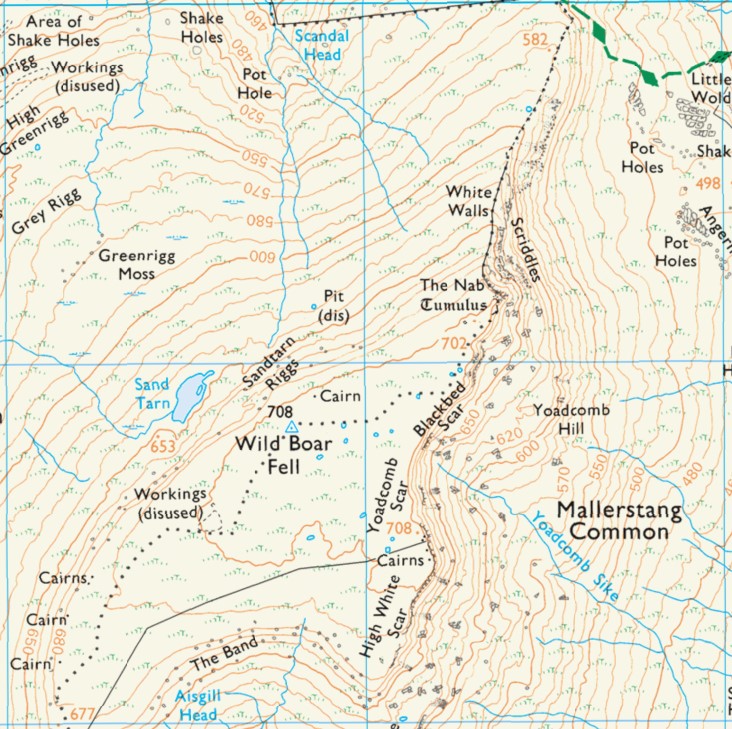 Area of
Shake Holes
Shake
Holes
460
Scandal
Head
582
nrigg
Workings
(disused)
480
Pot
Hole
Little
Wold
High
Greenrigg
520
Pot
Holes
Shak
550
498
570
Grey Rigg
White
Walls
580
Angerh
Scriddles
600
Greenrigg
Moss
Pot
Holes
The Nab
Tumulus
Pit
(dis)
702
Sandtarn
Riggs
H
Sand
Tarn
Cairn
708
Blackbed
Scar
650
Yoadcomb
Hill
653
Wild Boar
Fell
620
600
570
550
500
480
Yoadcomb
Scar
Workings
(disused)
Mallerstang
Common
708
Yoadcomb Sike
Cairns
Cairns
High White
Scar
Cairn
650
680
The Band
Cairn
Aisgill
Head
677
S
H